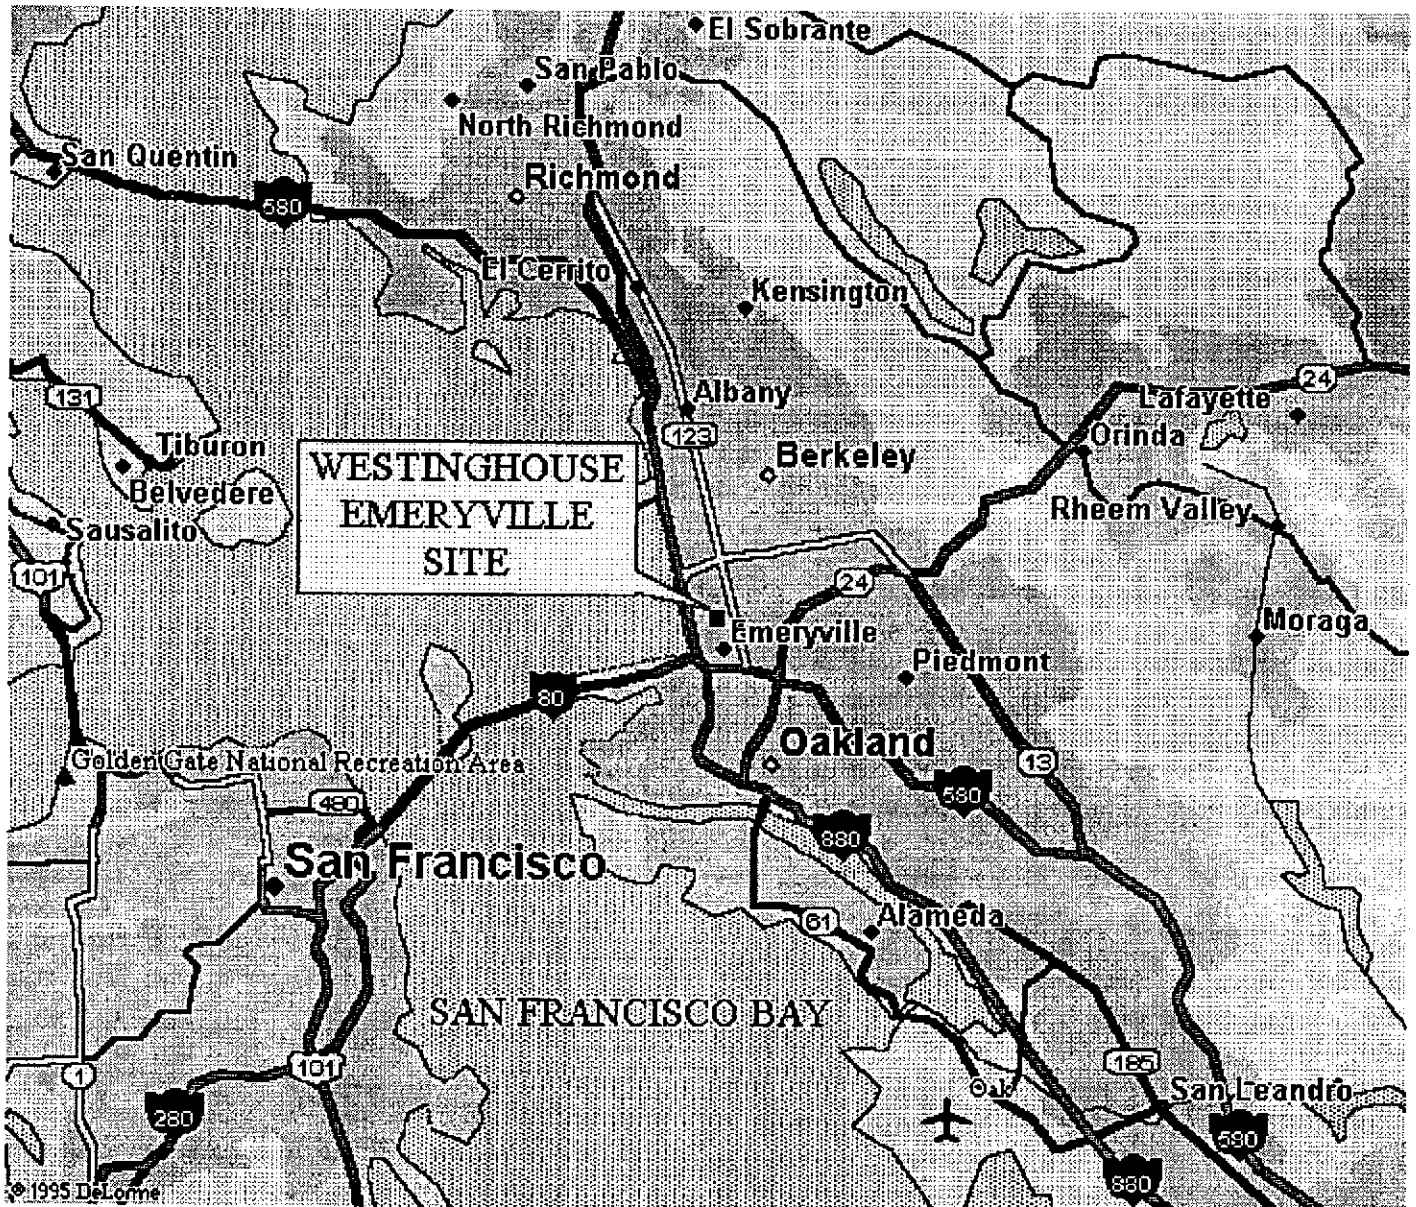 El Sobrante
San Pablo
North Richmond
San Quentin
Richmond
580
El Cerrito
Kensington
24
131
Albany
Lafayette
123
Orinda
Tiburon
WESTINGHOUSE
EMERYVILLE
SITE
Berkeley
Belvedere
Rheem Valley
Sausalito
101
24
Moraga
Emeryville
Piedmont
80
Oakland
Golden Gate National Recreation Area
13
580
480
880
San Francisco
61
Alameda
SAN FRANCISCO BAY
185
101
1
Oak
San Leandro
280
580
880
© 1995 DeLorme